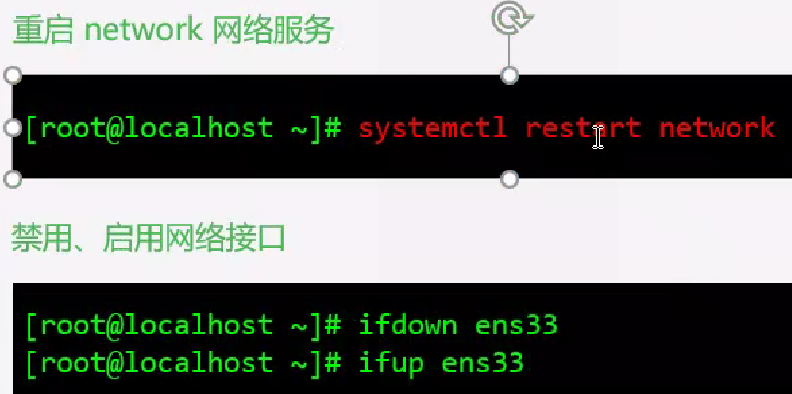 重启 network 网络服务
[root@localhost ~]# systemctl restart network
禁用、启用网络接口
[root@localhost ~]# ifdown ens33
[root@localhost ~]# ifup ens33